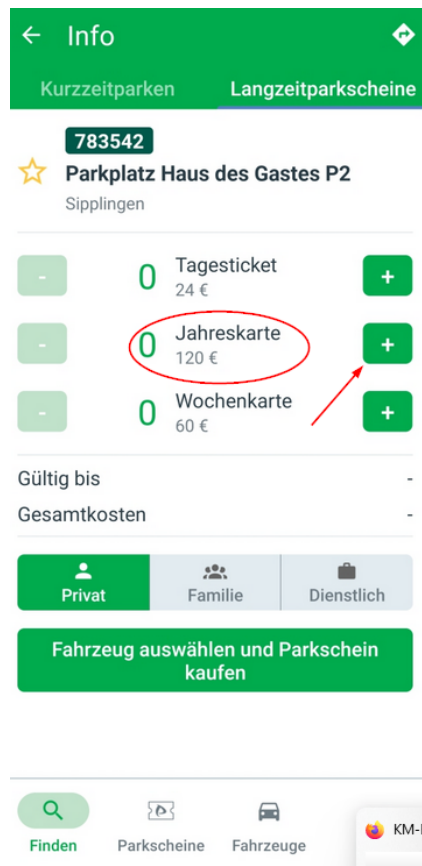 Info
Kurzzeitparken Langzeitparkscheine
783542
Parkplatz Haus des Gastes P2
Sipplingen
- 0 Tagesticket +
24 €
- 0 Jahreskarte +
120 €
- 0 Wochenkarte +
60 €
Gültig bis -
Gesamtkosten -
Privat Familie Dienstlich
Fahrzeug auswählen und Parkschein
kaufen
Finden Parkscheine Fahrzeuge